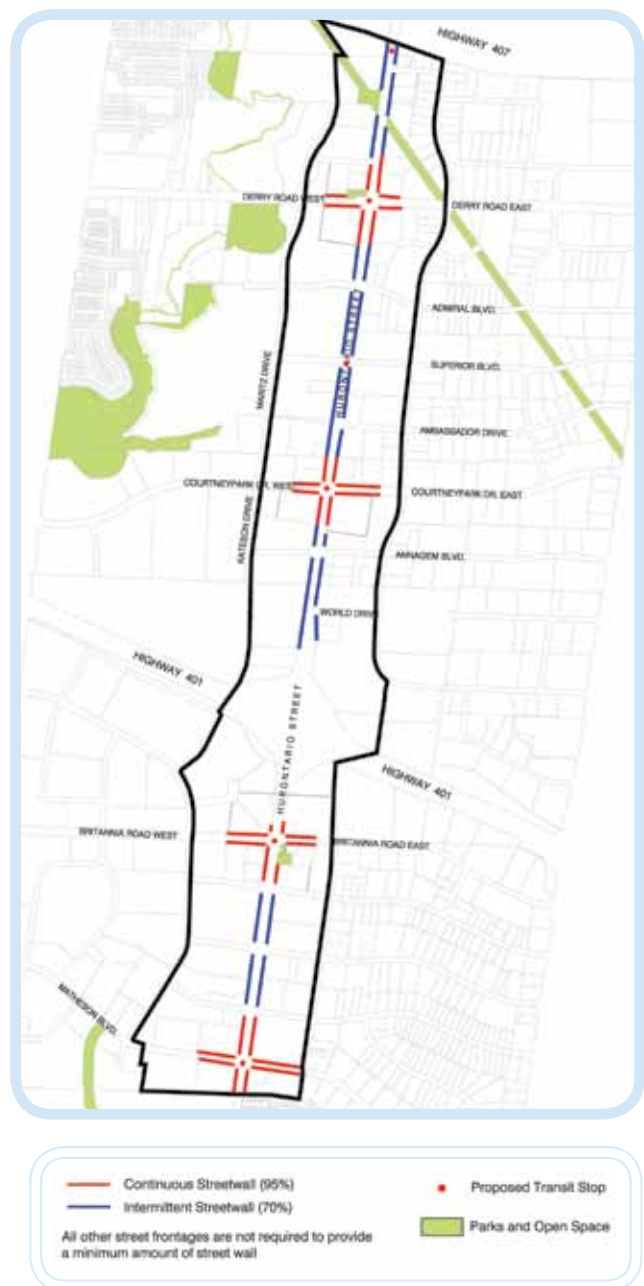 HIGHWAY 407
DERRY ROAD WEST
DERRY ROAD EAST
ADMIRAL BLVD.
SUPERIOR BLVD.
MARITZ DRIVE
AMBASSADOR DRIVE
COURTNEYPARK DR. WEST
COURTNEYPARK DR. EAST
KATESON DRIVE
ANNAGEM BLVD.
WORLD DRIVE
HIGHWAY 401
HURONTARIO STREET
HIGHWAY 401
BRITANNIA ROAD WEST
BRITANNIA ROAD EAST
MATHESON BLVD.
Continuous Streetwall (95%)
Intermittent Streetwall (70%)
All other street frontages are not required to provide
a minimum amount of street wall
Proposed Transit Stop
Parks and Open Space